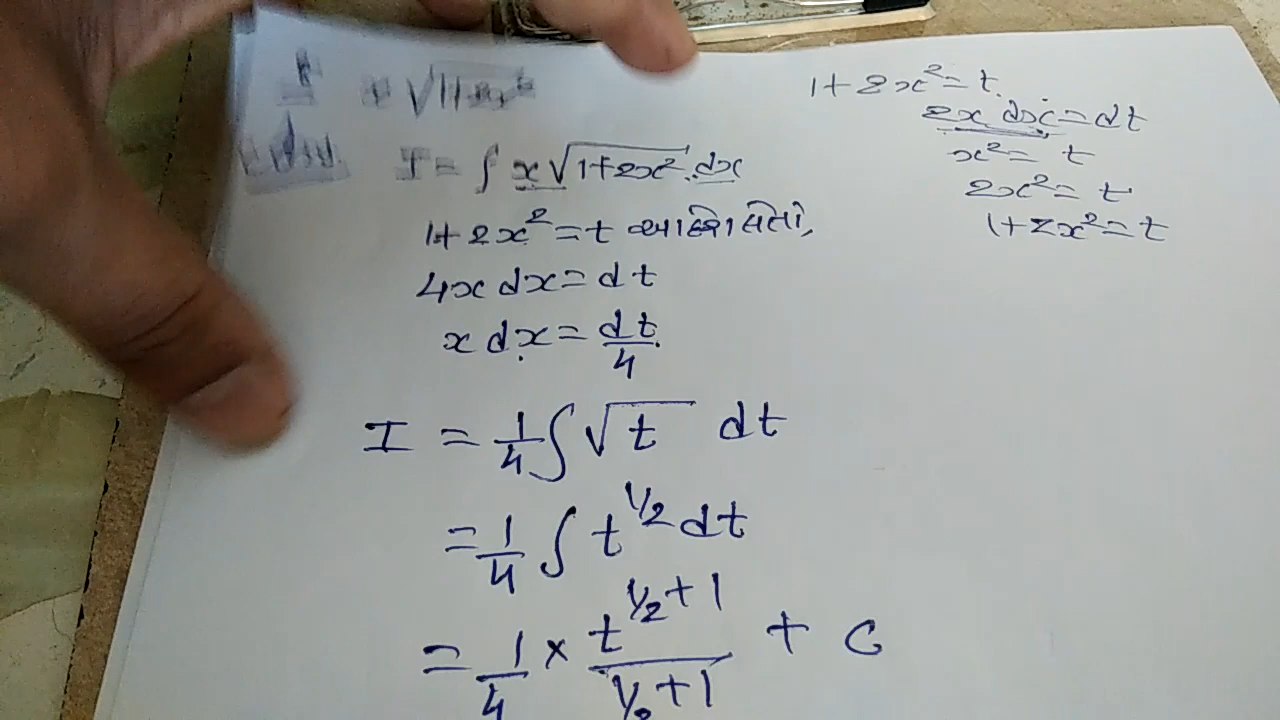 I = ∫ x√1+2x² . dx
1+2x² = t આદેશ લેતાં,
4x dx = dt
x dx = dt/4
I = 1/4 ∫ √t dt
= 1/4 ∫ t^1/2 dt
= 1/4 × t^1/2+1 / 1/2+1 + c
1+2x² = t
2x dx = dt
x² = t
2x² = t
1+2x² = t